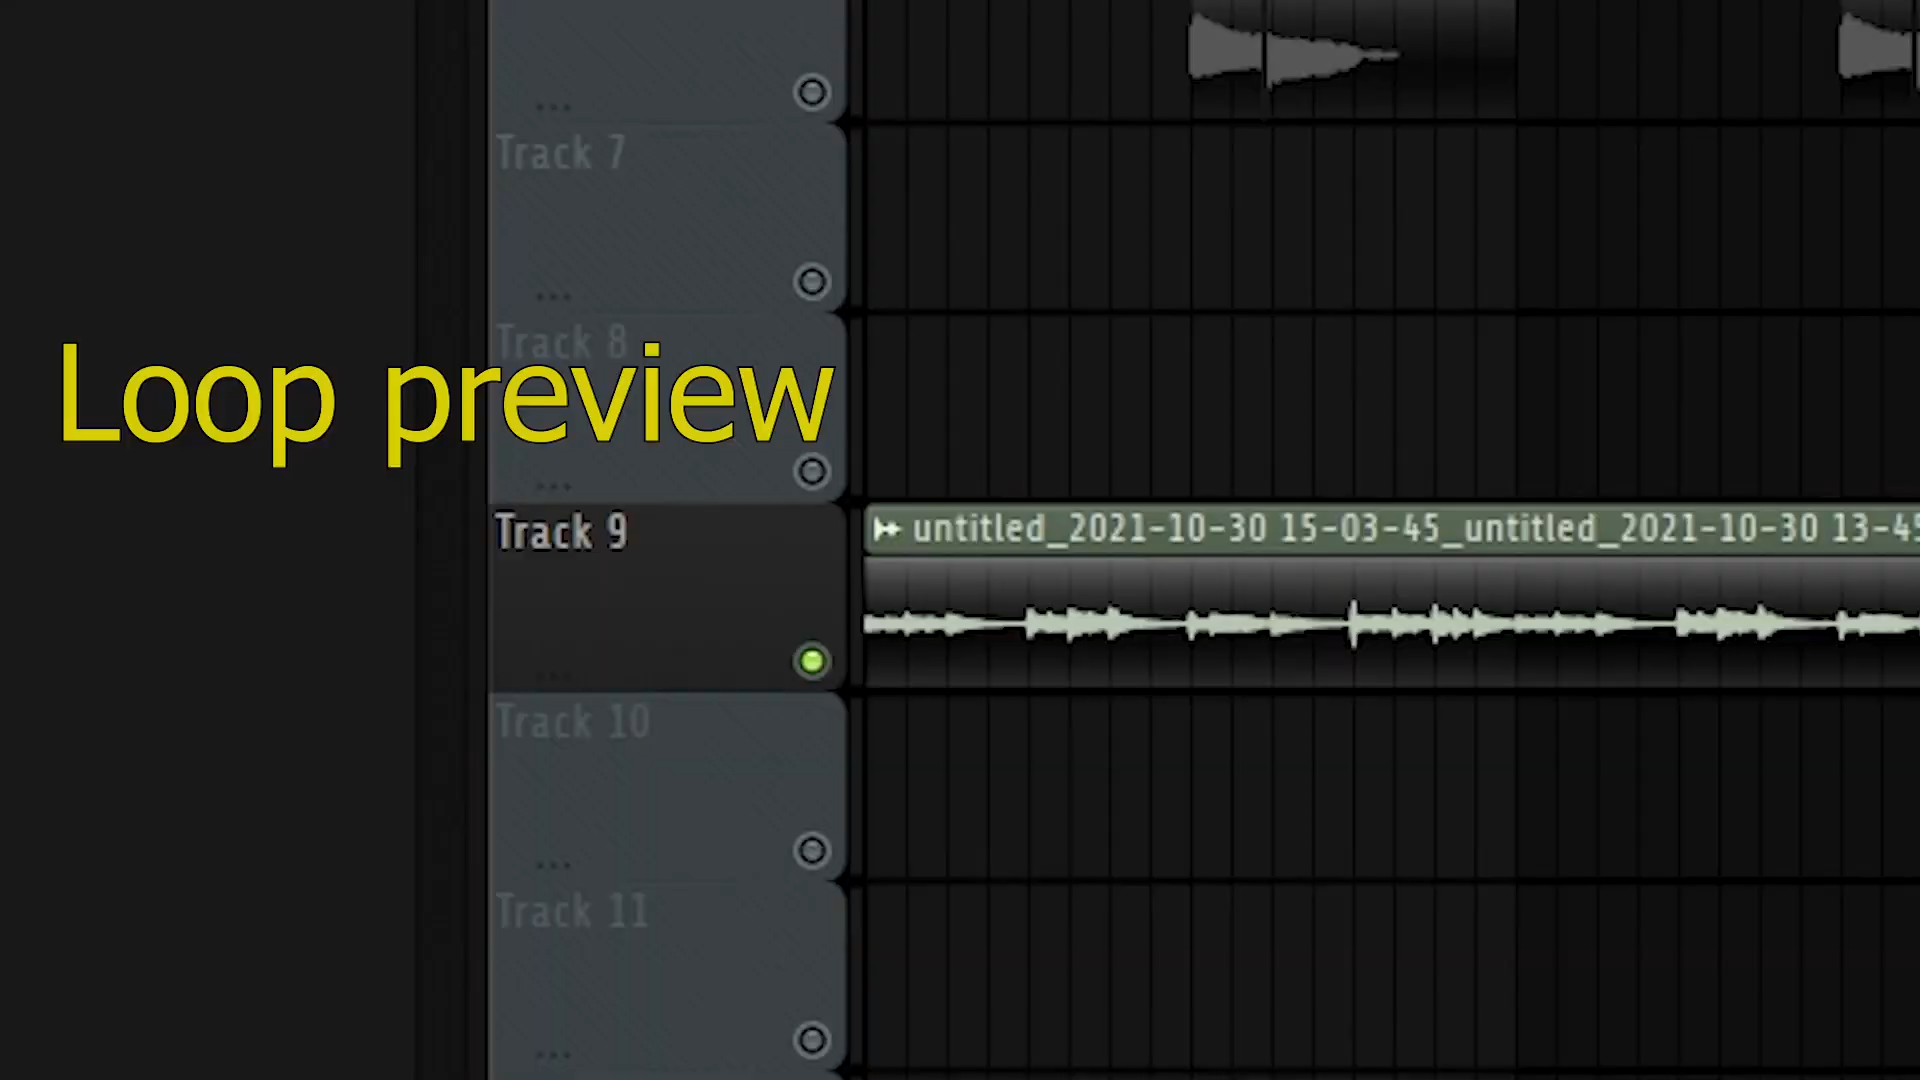 Track 7
Track 8
Loop preview
Track 9
untitled_2021-10-30 15-03-45_untitled_2021-10-30 13-45
Track 10
Track 11